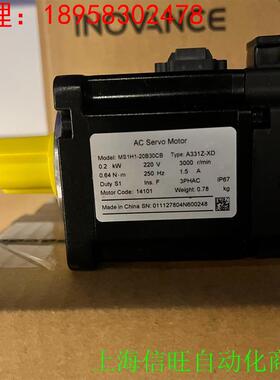 理：18958302478
INOVANCE
AC Servo Motor
Model: MS1H1-20B30CB Type: A331Z-XD
0.2 kW 220 V 3000 r/min
0.64 N·m 250 Hz 1.5 A
Duty S1 Ins. F 3PHAC IP67
Motor Code: 14101 Weight: 0.78 kg
Made in China SN: 011127804N600248
上海信旺自动化商